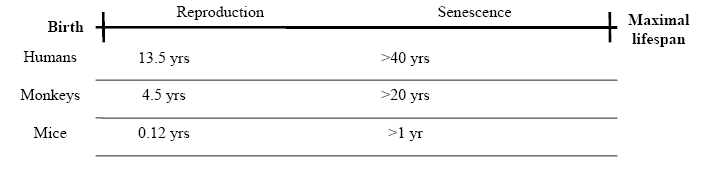 Reproduction Senescence
Birth Maximal
lifespan
Humans 13.5 yrs >40 yrs
Monkeys 4.5 yrs >20 yrs
Mice 0.12 yrs >1 yr